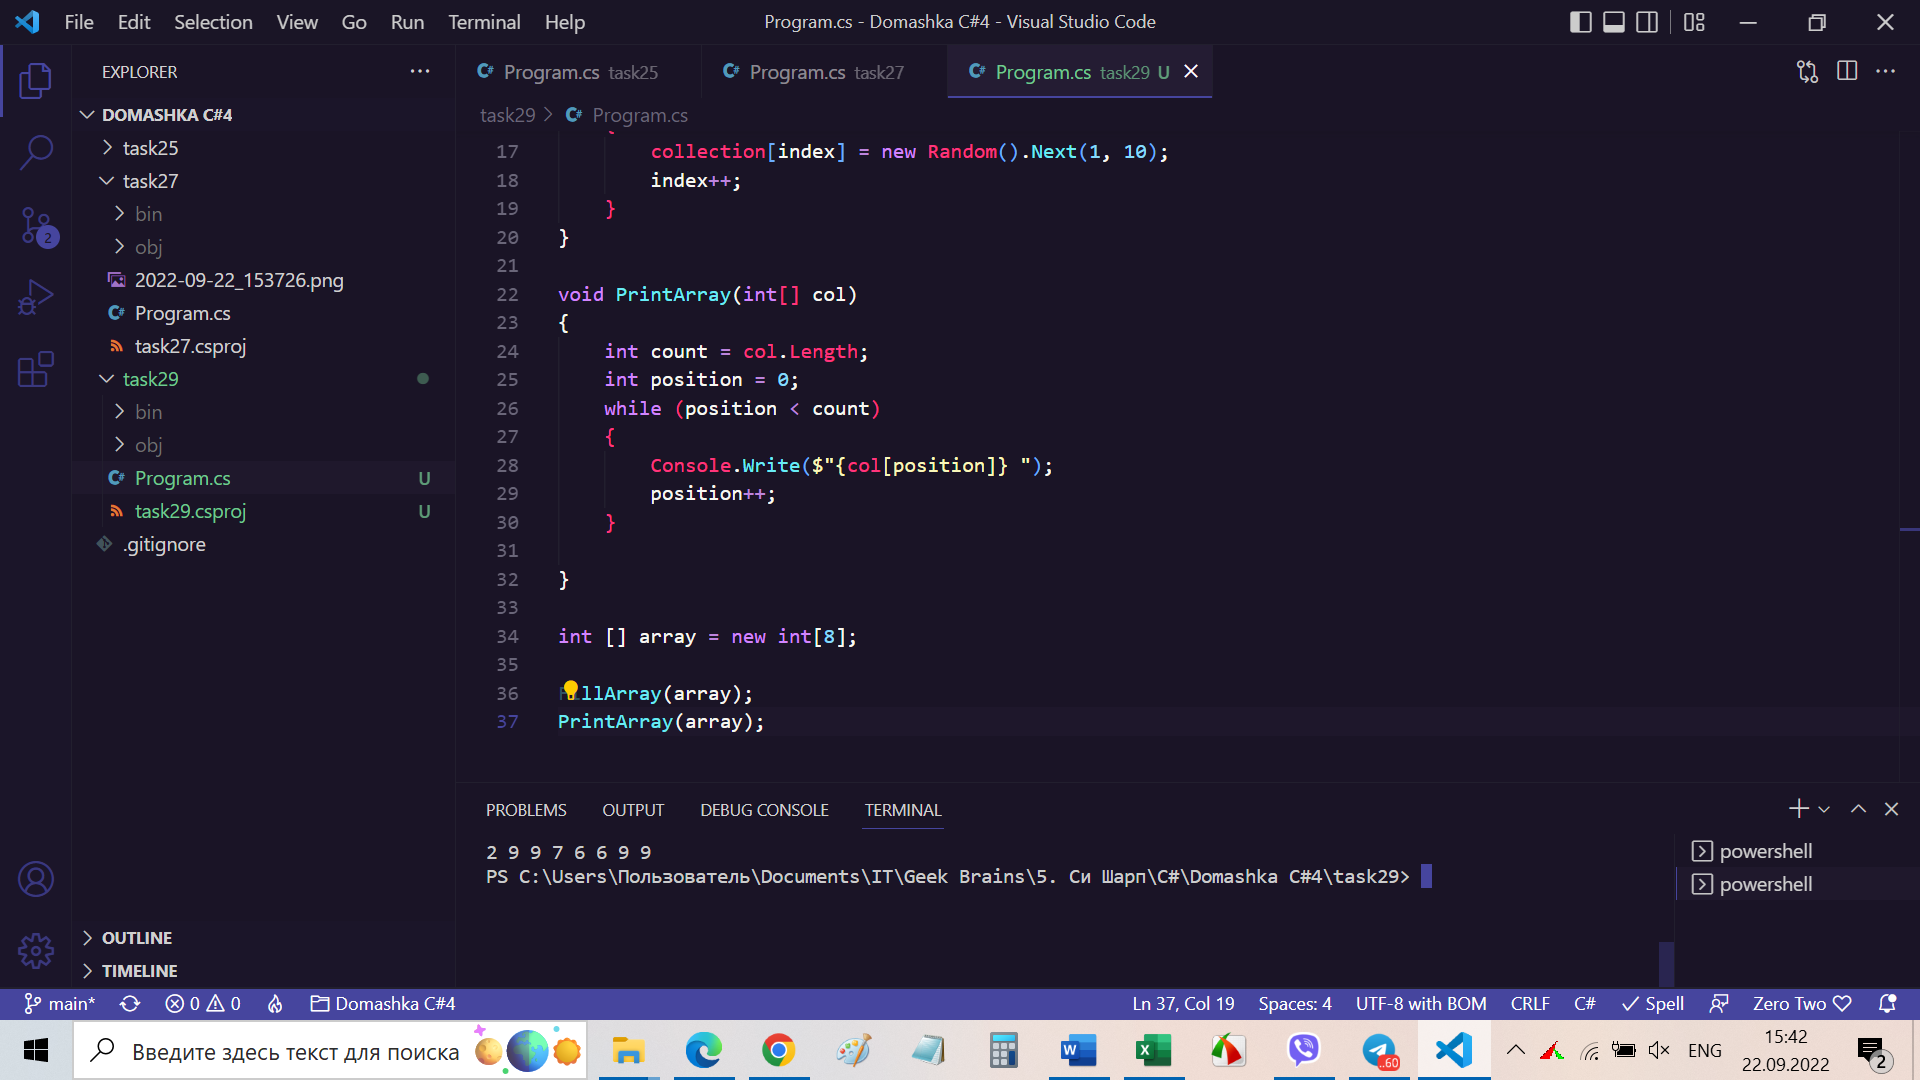 File Edit Selection View Go Run Terminal Help
Program.cs - Domashka C#4 - Visual Studio Code
EXPLORER
DOMASHKA C#4
task25
task27
bin
obj
2022-09-22_153726.png
Program.cs
task27.csproj
task29
bin
obj
Program.cs U
task29.csproj U
.gitignore
OUTLINE
TIMELINE
2
Program.cs task25
Program.cs task27
Program.cs task29 U
task29 > Program.cs
17 collection[index] = new Random().Next(1, 10);
18 index++;
19 }
20 }
21
22 void PrintArray(int[] col)
23 {
24 int count = col.Length;
25 int position = 0;
26 while (position < count)
27 {
28 Console.Write($"{col[position]} ");
29 position++;
30 }
31
32 }
33
34 int [] array = new int[8];
35
36 llArray(array);
37 PrintArray(array);
PROBLEMS OUTPUT DEBUG CONSOLE TERMINAL
2 9 9 7 6 6 9 9
PS C:\Users\Пользователь\Documents\IT\Geek Brains\5. Си Шарп\C#\Domashka C#4\task29>
powershell
powershell
main* 0 0 Domashka C#4
Ln 37, Col 19 Spaces: 4 UTF-8 with BOM CRLF C# Spell Zero Two
Введите здесь текст для поиска
..60
ENG
15:42
22.09.2022
2